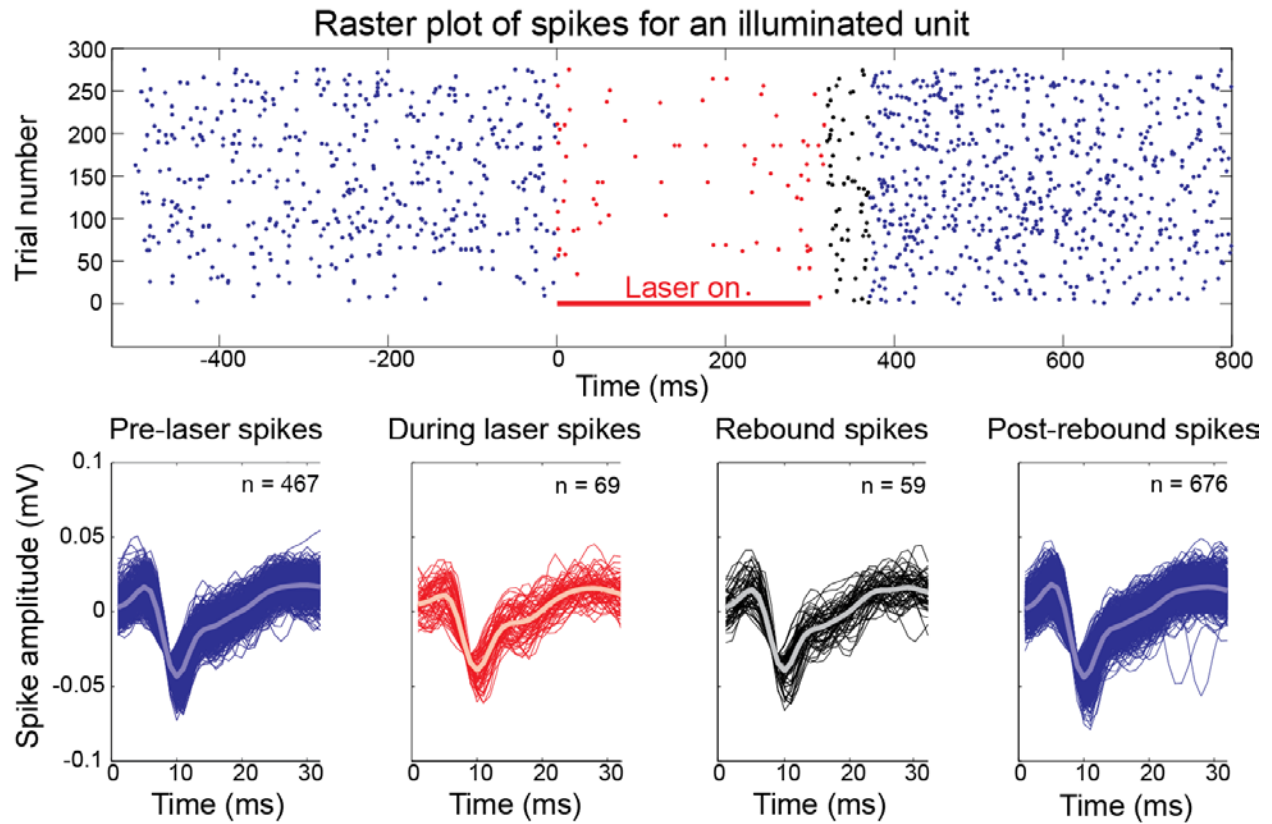 Raster plot of spikes for an illuminated unit
300
250
200
150
100
50
0
Trial number
Laser on
-400 -200 0 200 400 600 800
Time (ms)
Pre-laser spikes During laser spikes Rebound spikes Post-rebound spikes
n = 467 n = 69 n = 59 n = 676
0.1
0.05
0
-0.05
-0.1
Spike amplitude (mV)
0 10 20 30 0 10 20 30 0 10 20 30 0 10 20 30
Time (ms) Time (ms) Time (ms) Time (ms)